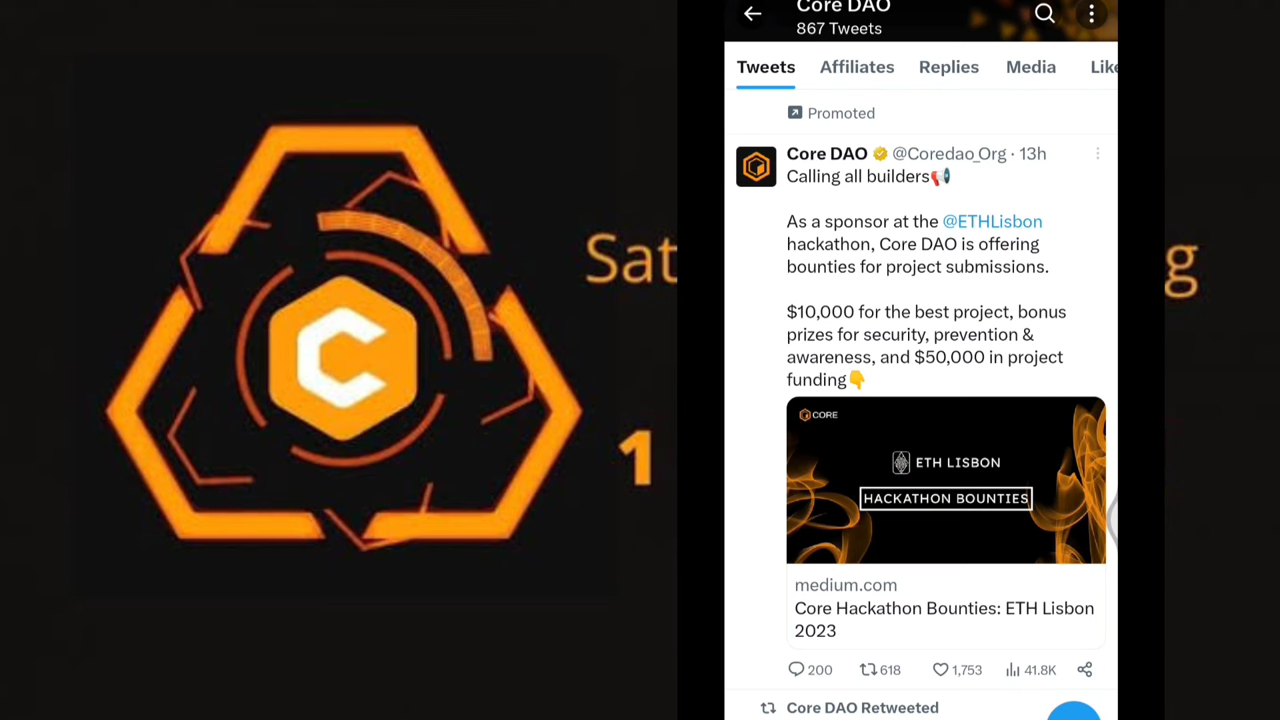 Core DAO
867 Tweets
Tweets Affiliates Replies Media Like
Promoted
Core DAO @Coredao_Org · 13h
Calling all builders📢
As a sponsor at the @ETHLisbon
hackathon, Core DAO is offering
bounties for project submissions.
$10,000 for the best project, bonus
prizes for security, prevention &
awareness, and $50,000 in project
funding👇
CORE
ETH LISBON
HACKATHON BOUNTIES
medium.com
Core Hackathon Bounties: ETH Lisbon
2023
200 618 1,753 41.8K
Core DAO Retweeted
Sat
g
1